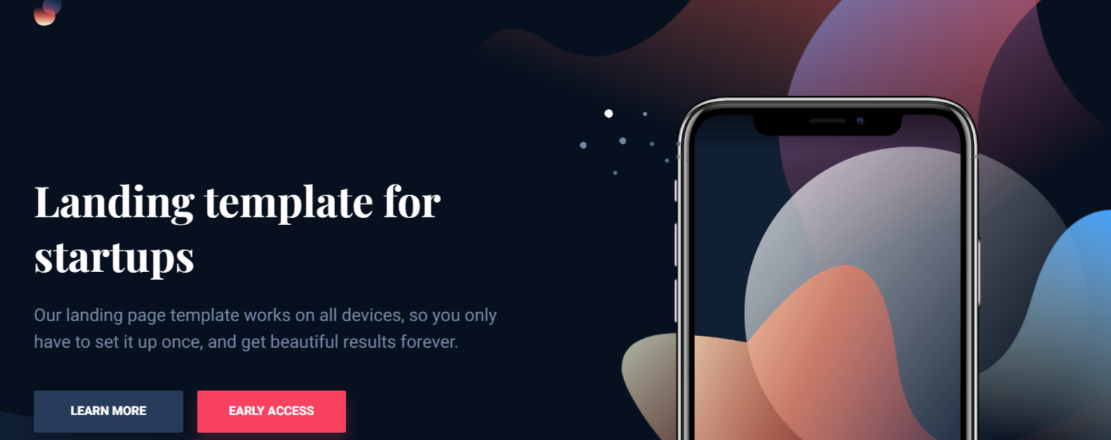 Landing template for
startups
Our landing page template works on all devices, so you only
have to set it up once, and get beautiful results forever.
LEARN MORE
EARLY ACCESS